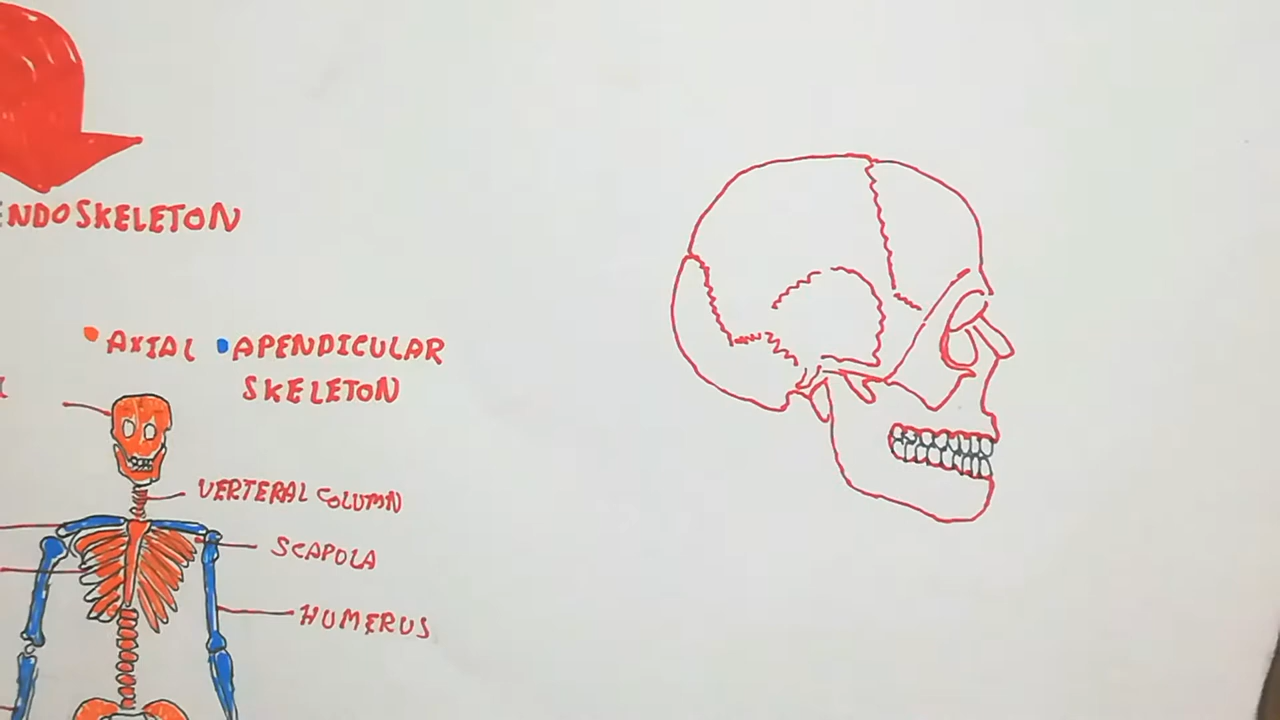 ENDOSKELETON
AXIAL APENDICULAR
SKELETON
VERTERAL COLUMN
SCAPOLA
HUMERUS